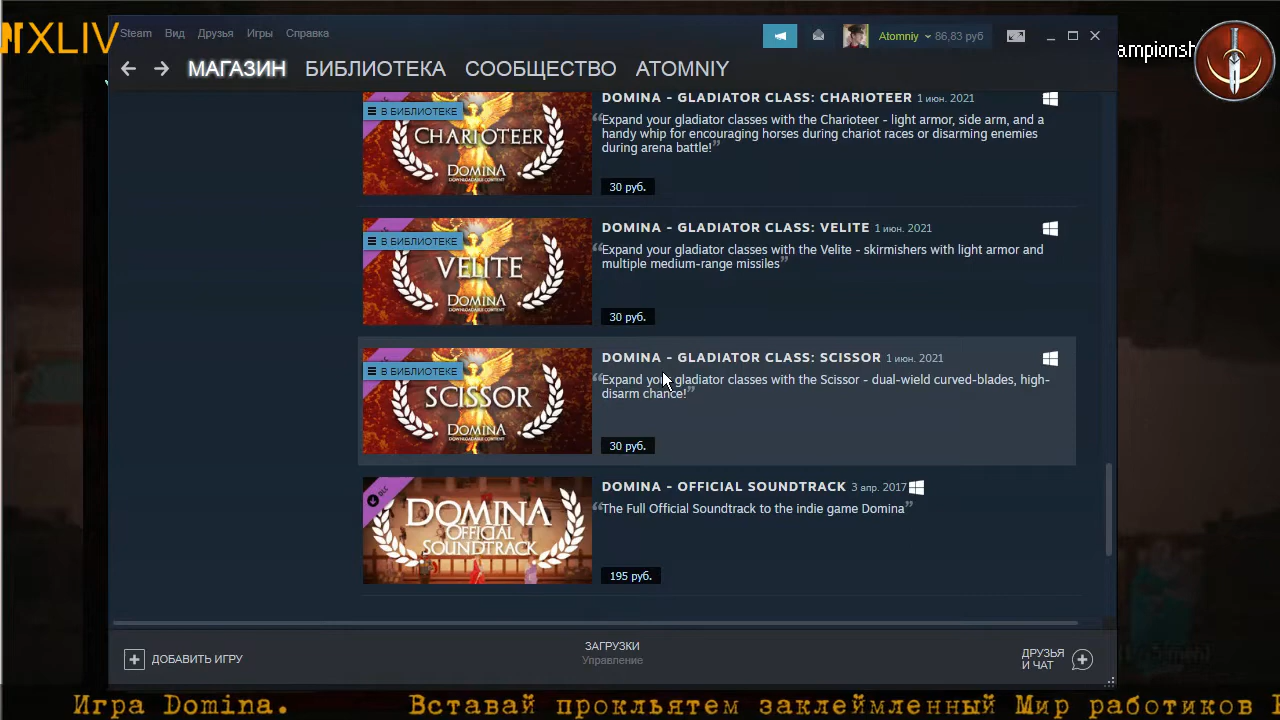 XLIV
Steam Вид Друзья Игры Справка
Atomniy 86,83 руб
ampionsh
МАГАЗИН БИБЛИОТЕКА СООБЩЕСТВО ATOMNIY
В БИБЛИОТЕКЕ
CHARIOTEER
DOMINA
DOWNLOADABLE CONTENT
DOMINA - GLADIATOR CLASS: CHARIOTEER 1 июн. 2021
“Expand your gladiator classes with the Charioteer - light armor, side arm, and a
handy whip for encouraging horses during chariot races or disarming enemies
during arena battle!”
30 руб.
В БИБЛИОТЕКЕ
VELITE
DOMINA
DOWNLOADABLE CONTENT
DOMINA - GLADIATOR CLASS: VELITE 1 июн. 2021
“Expand your gladiator classes with the Velite - skirmishers with light armor and
multiple medium-range missiles”
30 руб.
В БИБЛИОТЕКЕ
SCISSOR
DOMINA
DOWNLOADABLE CONTENT
DOMINA - GLADIATOR CLASS: SCISSOR 1 июн. 2021
“Expand your gladiator classes with the Scissor - dual-wield curved-blades, high-
disarm chance!”
30 руб.
DLC
DOMINA
OFFICIAL
SOUNDTRACK
DOMINA - OFFICIAL SOUNDTRACK 3 апр. 2017
“The Full Official Soundtrack to the indie game Domina”
195 руб.
ДОБАВИТЬ ИГРУ
ЗАГРУЗКИ
Управление
ДРУЗЬЯ
И ЧАТ
Игра Domina. Вставай прокльятем заклеймленный Мир работиков